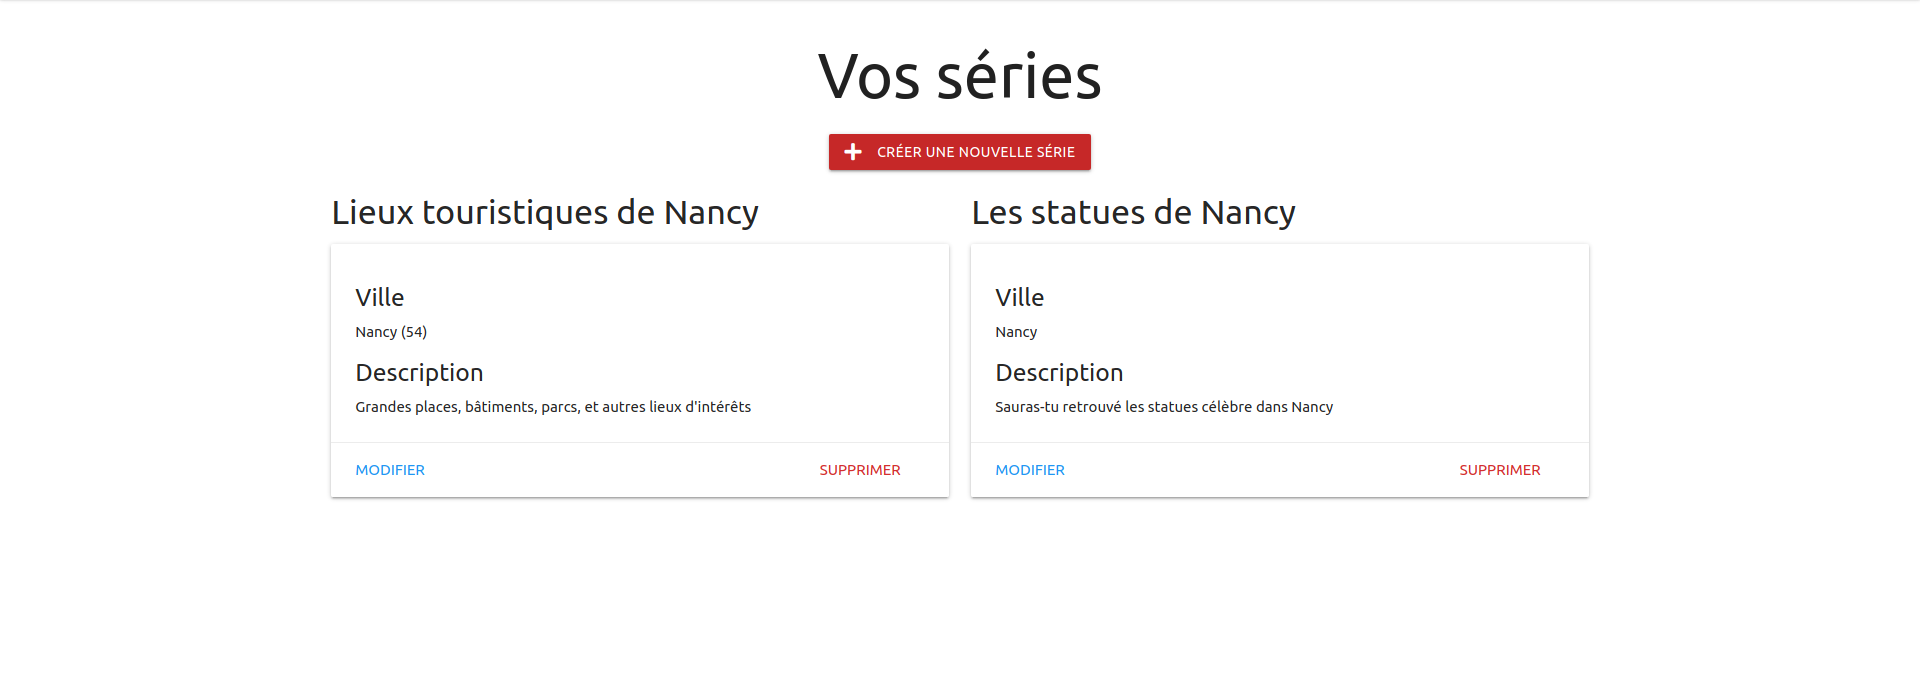 Vos séries
CRÉER UNE NOUVELLE SÉRIE
Lieux touristiques de Nancy
Ville
Nancy (54)
Description
Grandes places, bâtiments, parcs, et autres lieux d'intérêts
MODIFIER SUPPRIMER
Les statues de Nancy
Ville
Nancy
Description
Sauras-tu retrouvé les statues célèbre dans Nancy
MODIFIER SUPPRIMER